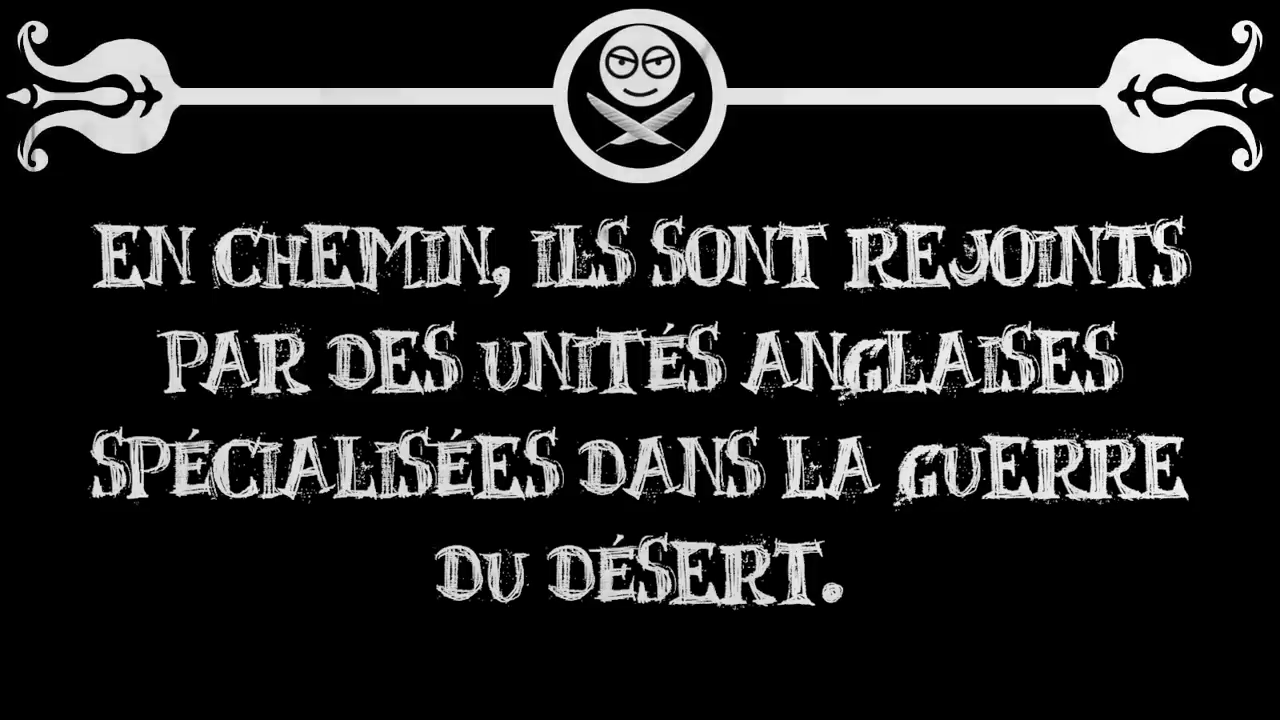 EN CHEMIN, ILS SONT REJOINTS
PAR DES UNITÉS ANGLAISES
SPÉCIALISÉES DANS LA GUERRE
DU DÉSERT.